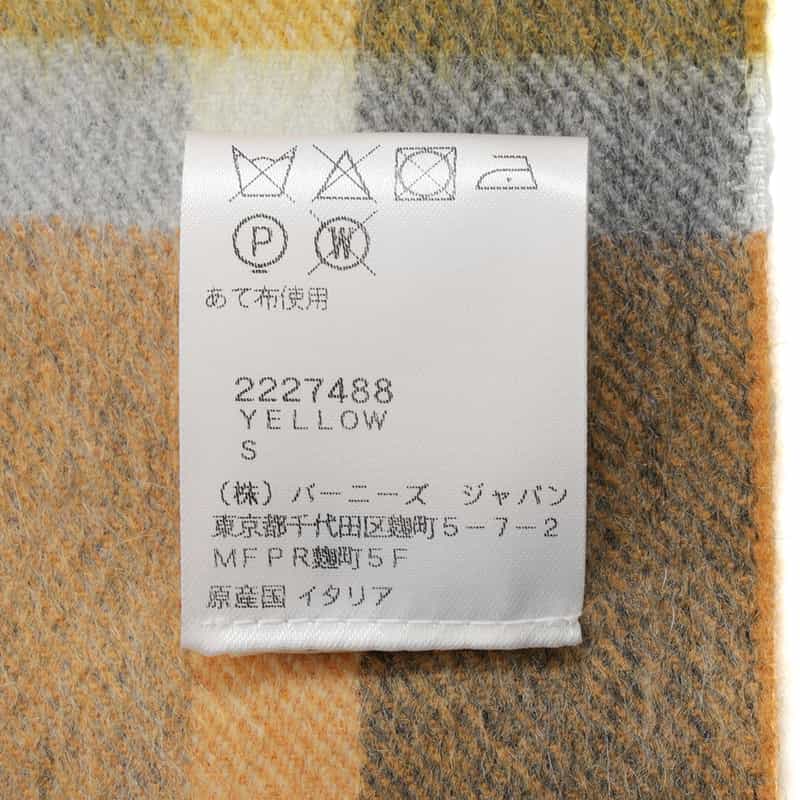 P W
あて布使用
2227488
YELLOW
S
(株) バーニーズ　ジャパン
東京都千代田区麹町5-7-2
MFPR麹町5F
原産国 イタリア